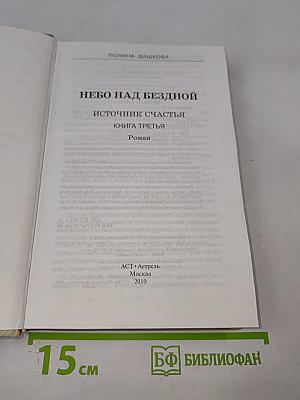 ПОЛИНА ДАШКОВА
НЕБО НАД БЕЗДНОЙ
ИСТОЧНИК СЧАСТЬЯ
КНИГА ТРЕТЬЯ
Роман
АСТ • Астрель
Москва
2010
15 см
БФ БИБЛИОФАН